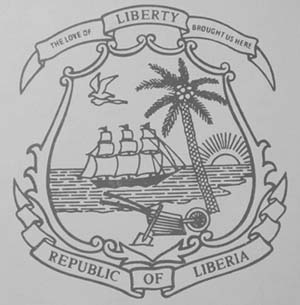 THE LOVE OF LIBERTY BROUGHT US HERE
REPUBLIC OF LIBERIA